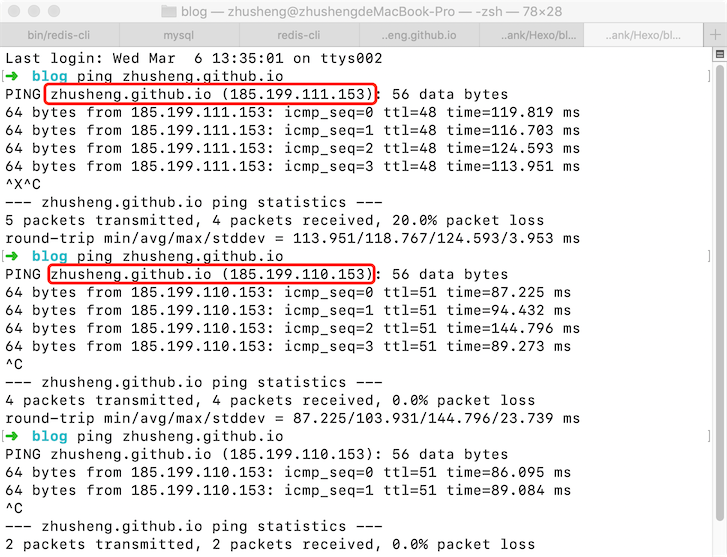 blog — zhusheng@zhushengdeMacBook-Pro — -zsh — 78×28
bin/redis-cli
mysql
redis-cli
..eng.github.io
..ank/Hexo/bl...
..ank/Hexo/bl...
+
Last login: Wed Mar  6 13:35:01 on ttys002
[➜  blog ping zhusheng.github.io ]
PING zhusheng.github.io (185.199.111.153): 56 data bytes
64 bytes from 185.199.111.153: icmp_seq=0 ttl=48 time=119.819 ms
64 bytes from 185.199.111.153: icmp_seq=1 ttl=48 time=116.703 ms
64 bytes from 185.199.111.153: icmp_seq=2 ttl=48 time=124.593 ms
64 bytes from 185.199.111.153: icmp_seq=3 ttl=48 time=113.951 ms
^X^C
--- zhusheng.github.io ping statistics ---
5 packets transmitted, 4 packets received, 20.0% packet loss
round-trip min/avg/max/stddev = 113.951/118.767/124.593/3.953 ms
[➜  blog ping zhusheng.github.io ]
PING zhusheng.github.io (185.199.110.153): 56 data bytes
64 bytes from 185.199.110.153: icmp_seq=0 ttl=51 time=87.225 ms
64 bytes from 185.199.110.153: icmp_seq=1 ttl=51 time=94.432 ms
64 bytes from 185.199.110.153: icmp_seq=2 ttl=51 time=144.796 ms
64 bytes from 185.199.110.153: icmp_seq=3 ttl=51 time=89.273 ms
^C
--- zhusheng.github.io ping statistics ---
4 packets transmitted, 4 packets received, 0.0% packet loss
round-trip min/avg/max/stddev = 87.225/103.931/144.796/23.739 ms
[➜  blog ping zhusheng.github.io ]
PING zhusheng.github.io (185.199.110.153): 56 data bytes
64 bytes from 185.199.110.153: icmp_seq=0 ttl=51 time=86.095 ms
64 bytes from 185.199.110.153: icmp_seq=1 ttl=51 time=89.084 ms
^C
--- zhusheng.github.io ping statistics ---
2 packets transmitted, 2 packets received, 0.0% packet loss